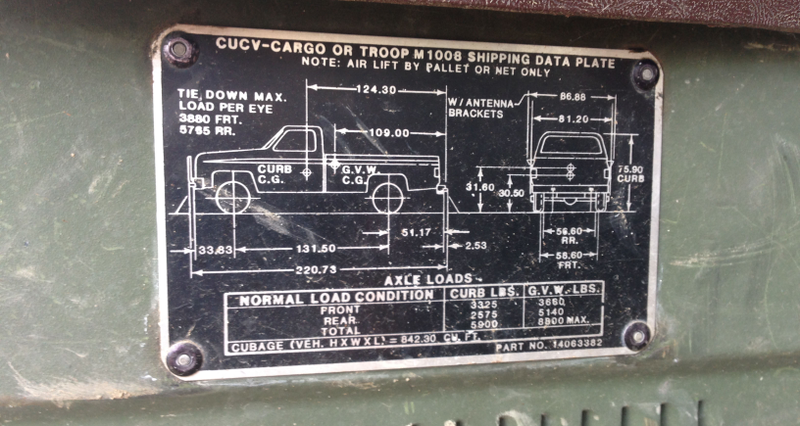 CUCV-CARGO OR TROOP M1008 SHIPPING DATA PLATE
NOTE: AIR LIFT BY PALLET OR NET ONLY
TIE DOWN MAX.
LOAD PER EYE
3880 FRT.
5765 RR.
124.30
109.00
W/ANTENNA
BRACKETS
86.88
81.20
CURB
C.G.
G.V.W.
C.G.
31.60
30.50
75.90
CURB
51.17
56.60
RR.
33.83
131.50
2.53
58.60
FRT.
220.73
AXLE LOADS
NORMAL LOAD CONDITION CURB LBS. G.V.W.-LBS.
FRONT 3325 3660
REAR 2575 5140
TOTAL 5900 8800 MAX.
CUBAGE (VEH. HXWXL) = 842.30 CU. FT.
PART NO. 14063382